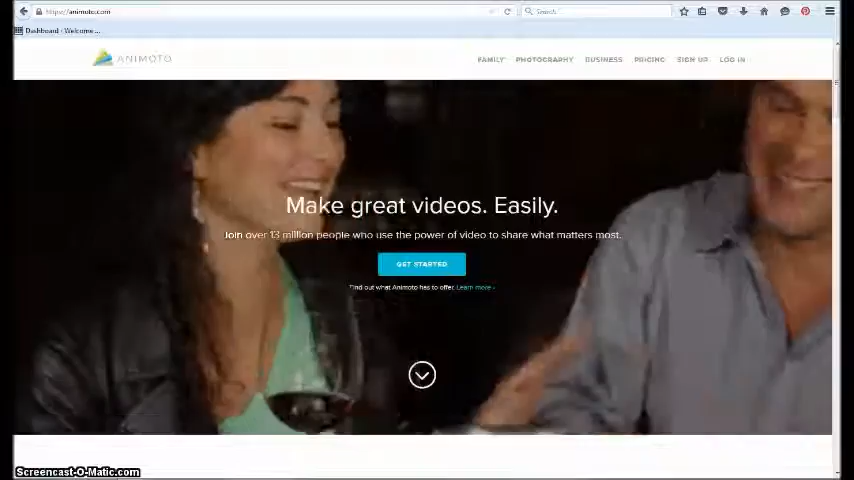 https://animoto.com
Search
Dashboard - Welcome ...
ANIMOTO
FAMILY PHOTOGRAPHY BUSINESS PRICING SIGN UP LOG IN
Make great videos. Easily.
Join over 13 million people who use the power of video to share what matters most.
GET STARTED
Find out what Animoto has to offer. Learn more ›
Screencast-O-Matic.com